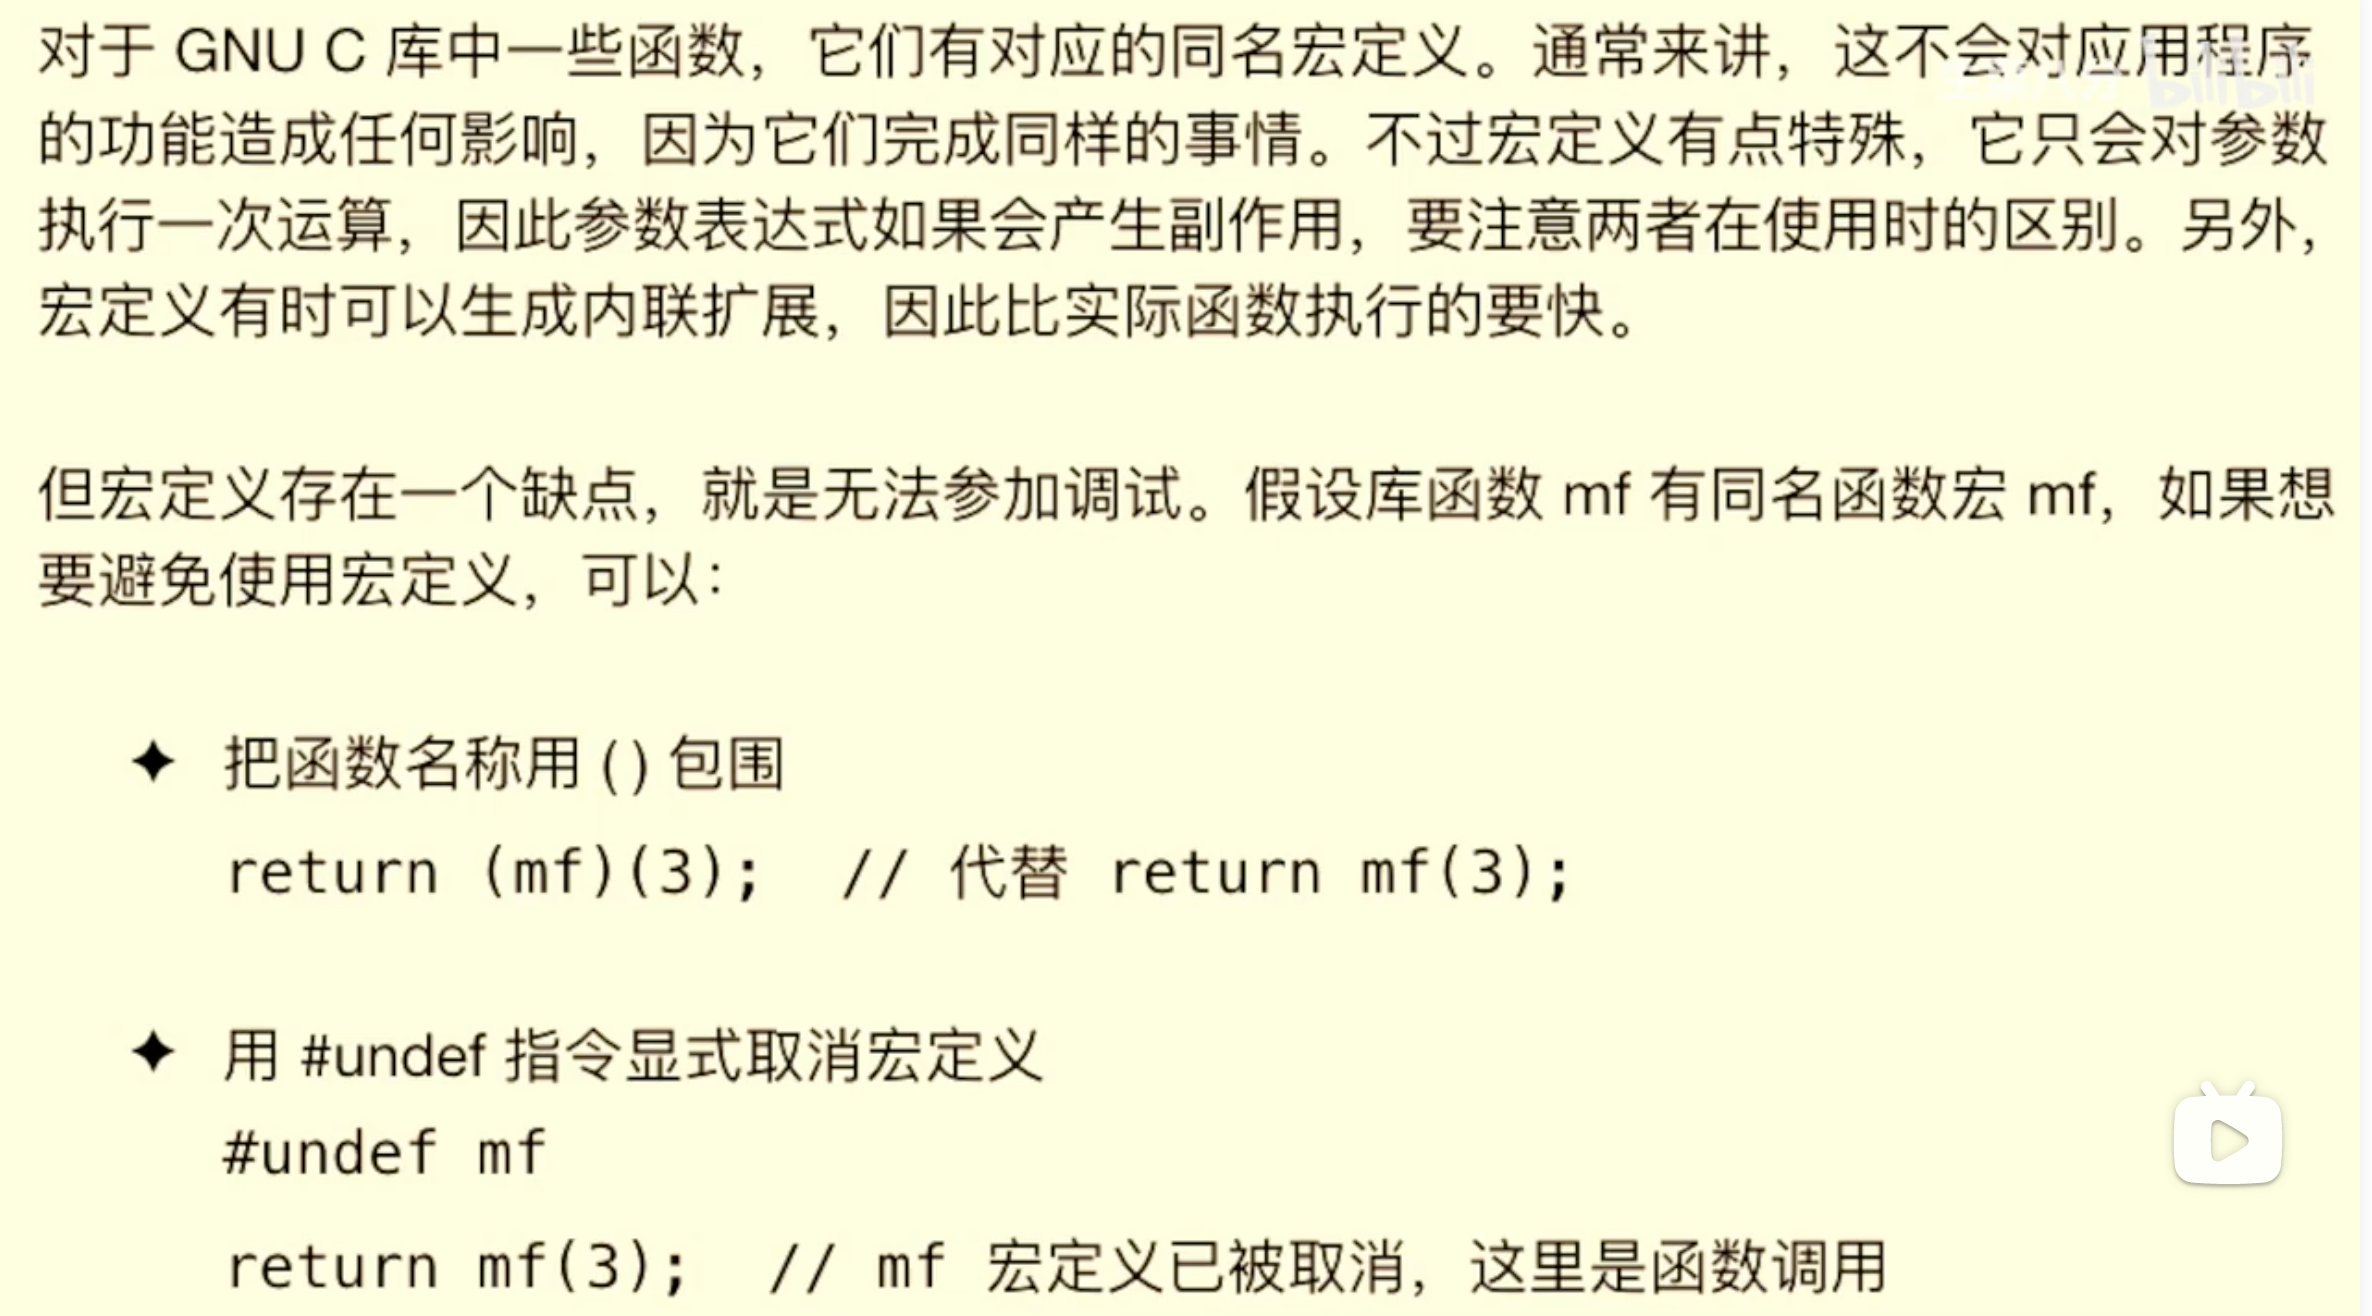 对于 GNU C 库中一些函数，它们有对应的同名宏定义。通常来讲，这不会对应用程序
的功能造成任何影响，因为它们完成同样的事情。不过宏定义有点特殊，它只会对参数
执行一次运算，因此参数表达式如果会产生副作用，要注意两者在使用时的区别。另外，
宏定义有时可以生成内联扩展，因此比实际函数执行的要快。
但宏定义存在一个缺点，就是无法参加调试。假设库函数 mf 有同名函数宏 mf，如果想
要避免使用宏定义，可以：
✦ 把函数名称用 ( ) 包围
return (mf)(3);  // 代替 return mf(3);
✦ 用 #undef 指令显式取消宏定义
#undef mf
return mf(3);  // mf 宏定义已被取消，这里是函数调用
bilibili